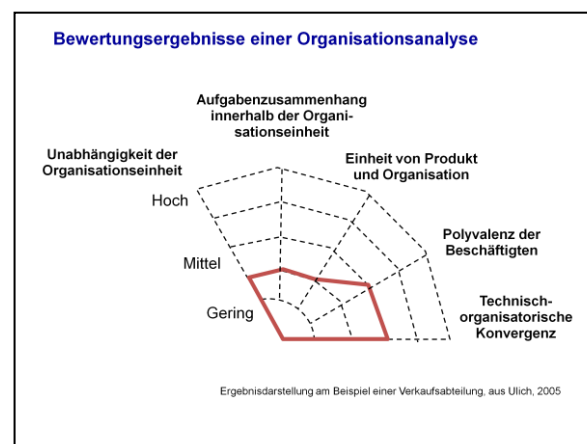 Bewertungsergebnisse einer Organisationsanalyse
Aufgabenzusammenhang
innerhalb der Organi-
sationseinheit
Unabhängigkeit der
Organisationseinheit
Einheit von Produkt
und Organisation
Hoch
Polyvalenz der
Beschäftigten
Mittel
Technisch-
organisatorische
Konvergenz
Gering
Ergebnisdarstellung am Beispiel einer Verkaufsabteilung, aus Ulich, 2005